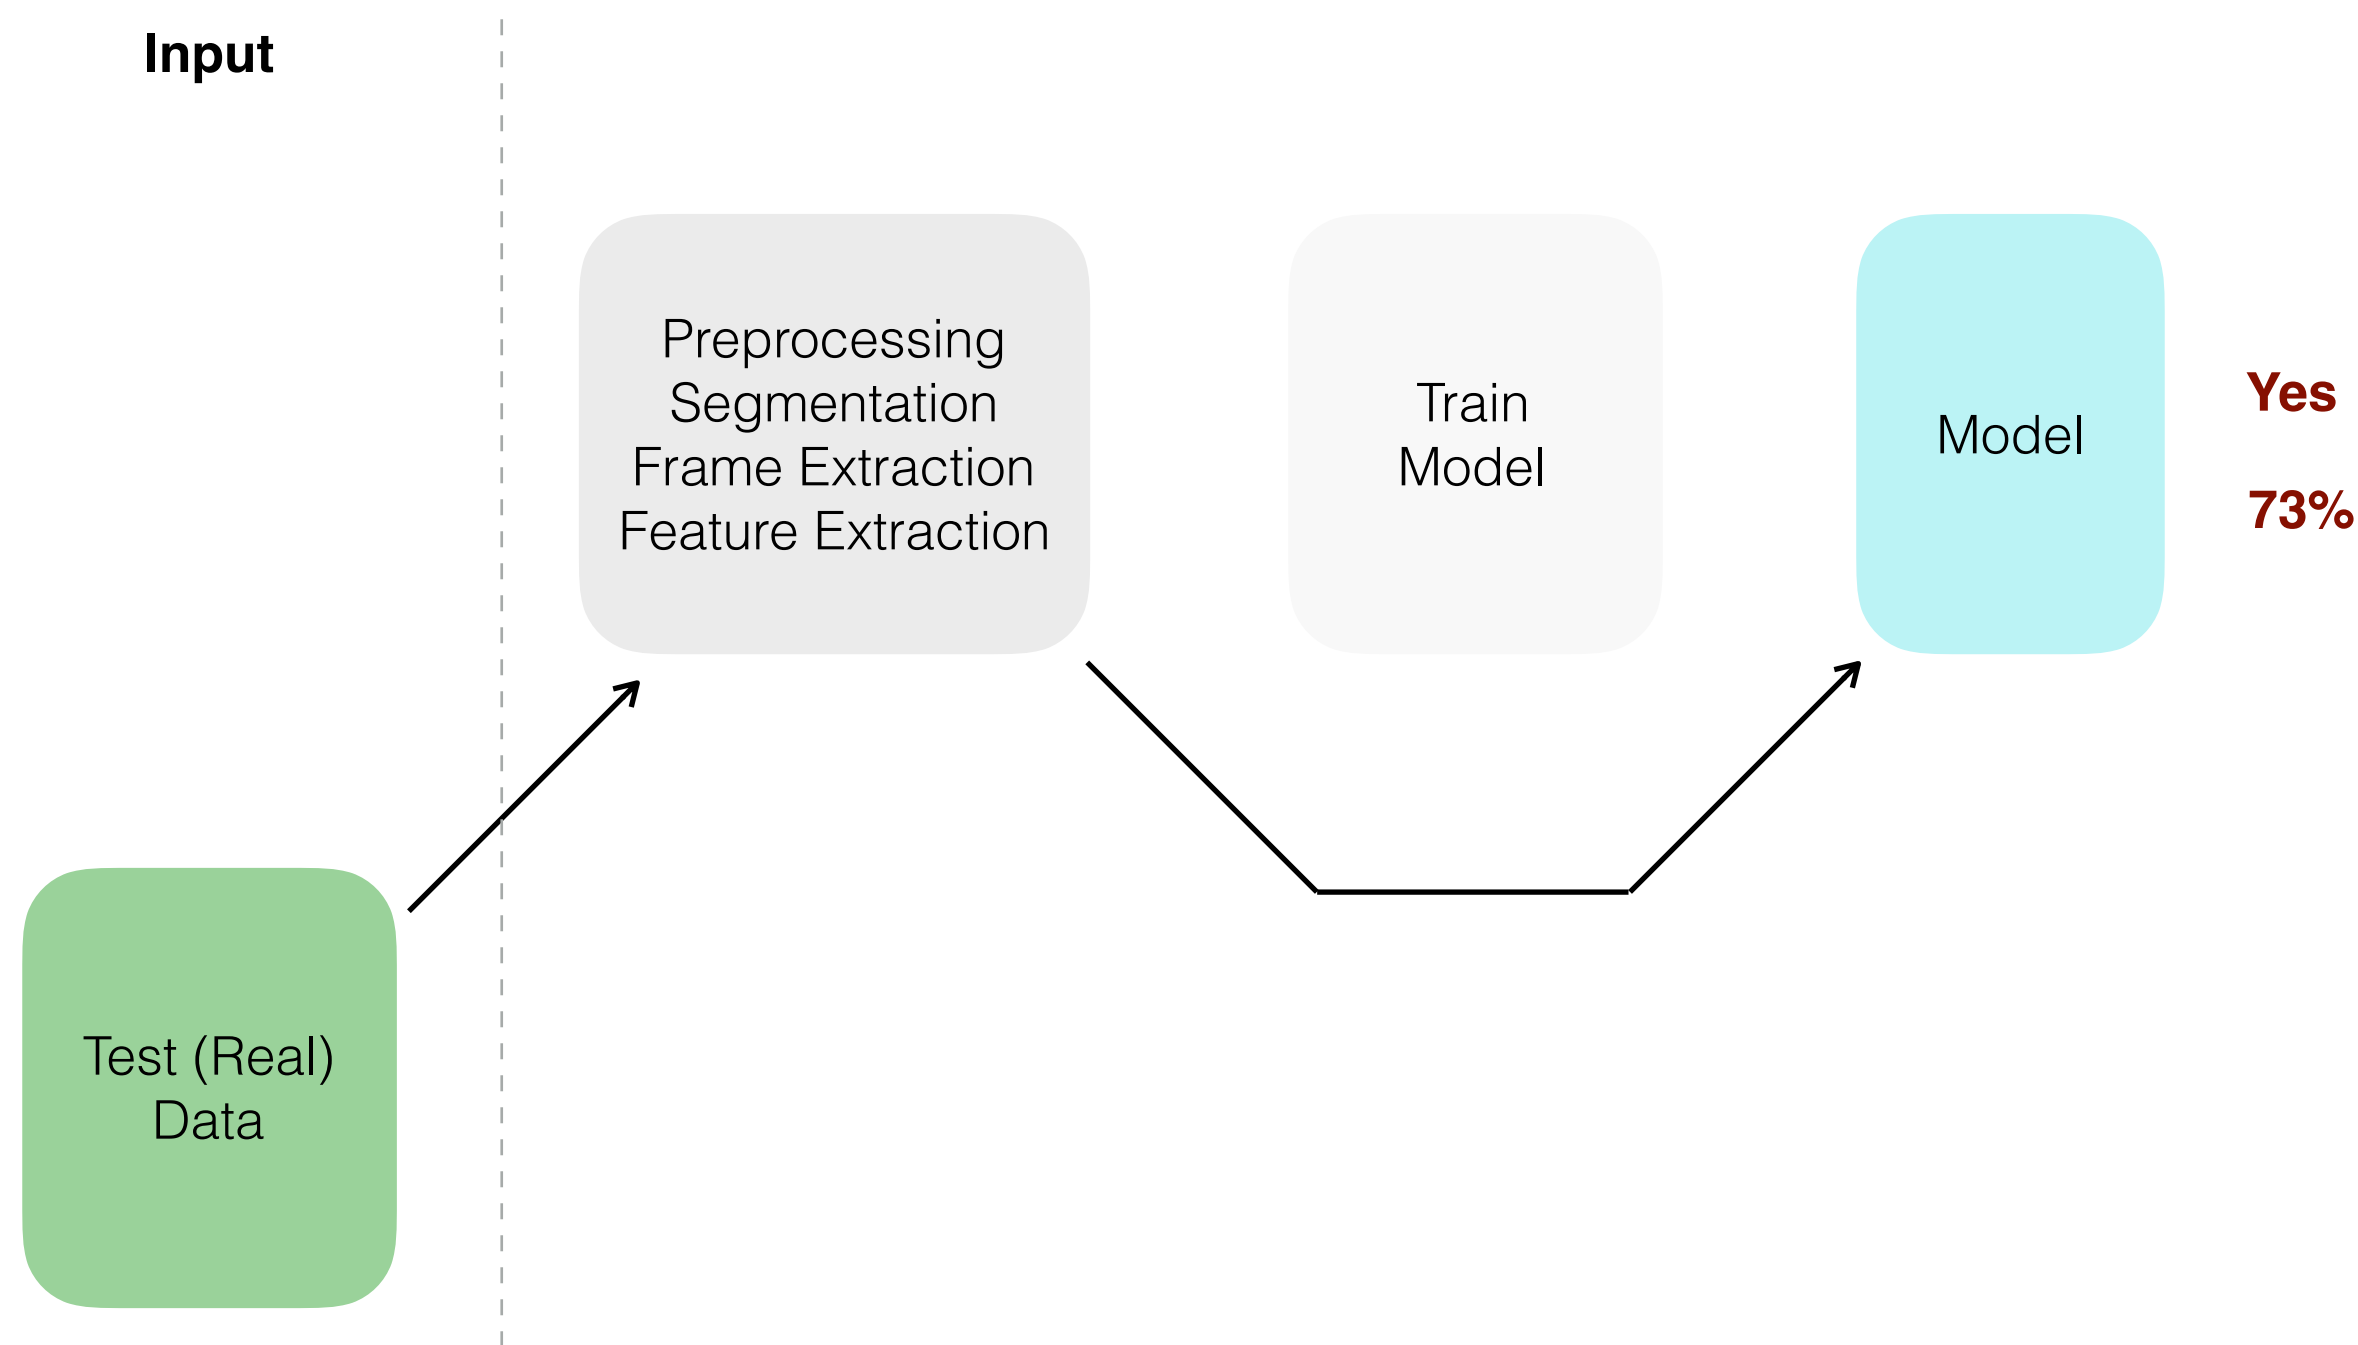 Input
Preprocessing
Segmentation
Frame Extraction
Feature Extraction
Train
Model
Model
Yes
73%
Test (Real)
Data